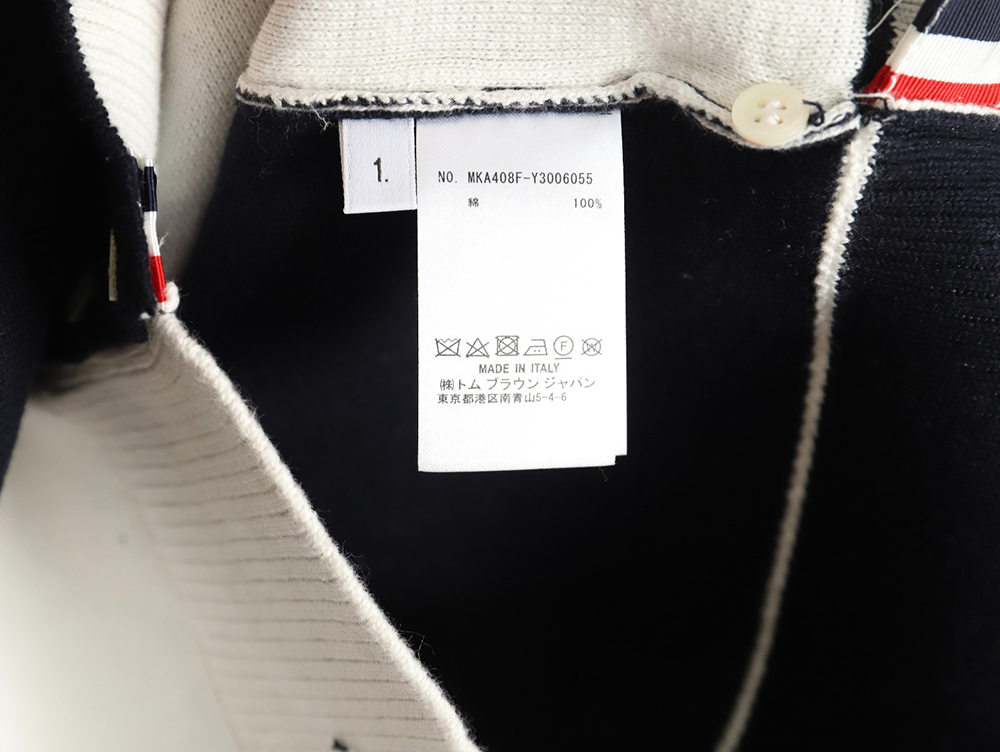 1.
NO. MKA408F-Y3006055
綿 100%
F
W
MADE IN ITALY
㈱トム ブラウン ジャパン
東京都港区南青山5-4-6